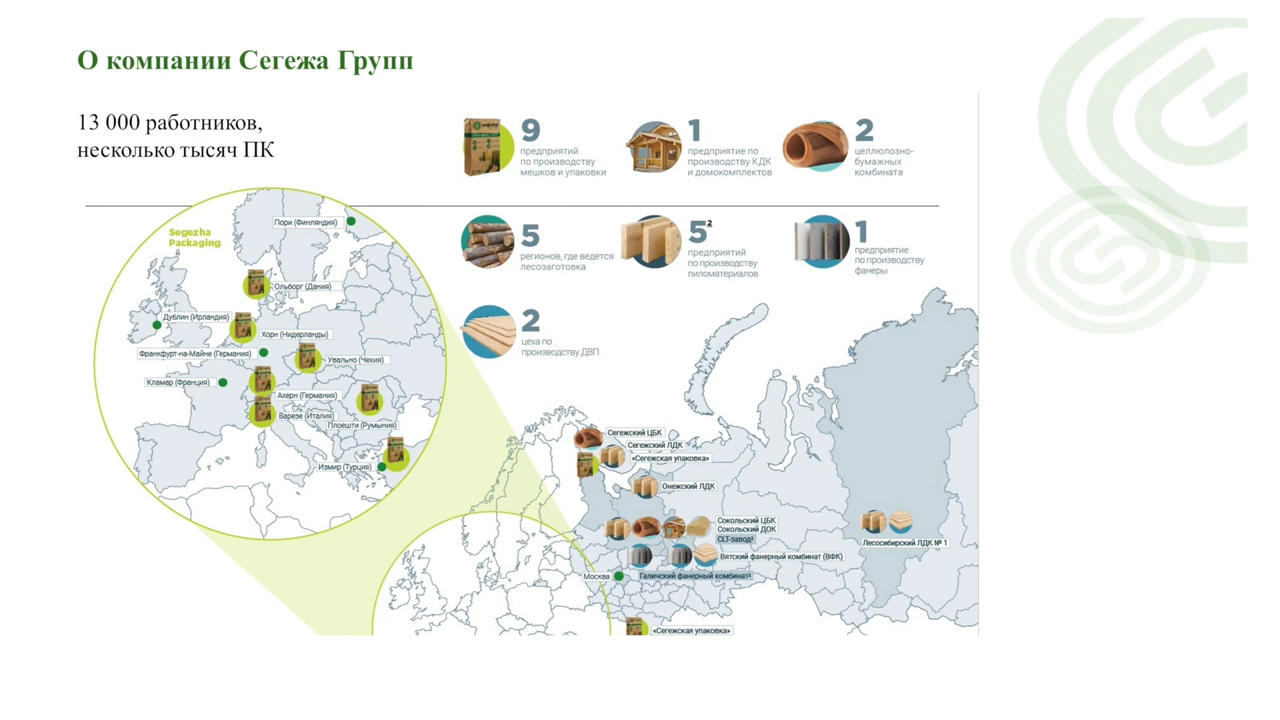 О компании Сегежа Групп
13 000 работников,
несколько тысяч ПК
9
предприятий
по производству
мешков и упаковки
1
предприятие по
производству КДК
и домокомплектов
2
целлюлозно-
бумажных
комбината
5
регионов, где ведется
лесозаготовка
5²
предприятий
по производству
пиломатериалов
1
предприятие
по производству
фанеры
2
цеха по
производству ДВП
Segezha
Packaging
Пори (Финляндия)
Ольборг (Дания)
Дублин (Ирландия)
Хорн (Нидерланды)
Франкфурт-на-Майне (Германия)
Увально (Чехия)
Кламар (Франция)
Ахерн (Германия)
Варезе (Италия)
Плоешти (Румыния)
Измир (Турция)
Сегежский ЦБК
Сегежский ЛДК
«Сегежская упаковка»
Онежский ЛДК
Сокольский ЦБК
Сокольский ДОК
CLT-завод¹
Лесосибирский ЛДК № 1
Вятский фанерный комбинат (ВФК)
Москва
Галичский фанерный комбинат¹
«Сегежская упаковка»